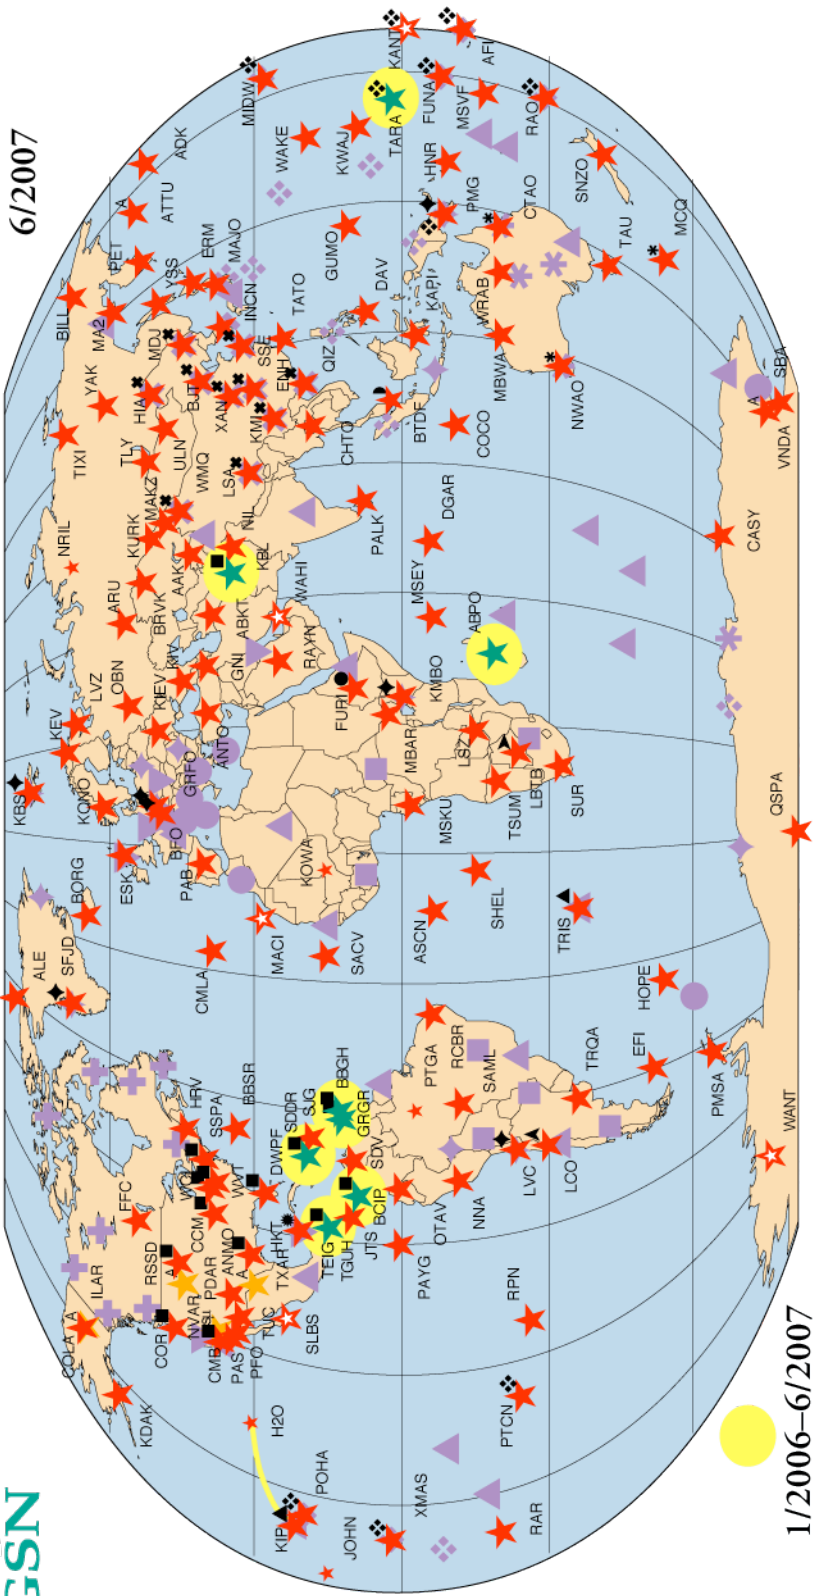 GSN
6/2007
KBS
KEV
LVZ
NRIL
TIXI
BILL
ALE
SFJD
BORG
KONO
OBN
ARU
YAK
MA2
PET
A
ATTU
ADK
COLA
A
ILAR
KDAK
FFC
ESK
BFO
GRFO
KIEV
KIV
BRVK
KURK
MAKZ
TLY
ULN
HIA
MDJ
YSS
ERM
MAJO
COR
RSSD
A
CCM
WCI
SSPA
HRV
PAB
ANTO
GNI
ABKT
AAK
WMQ
BJT
XAN
INCN
CMB
NVAR
PDAR
ANMO
WVT
CMLA
KBL
NIL
LSA
KMI
SSE
ENH
TATO
PAS
PFO
TUC
A
TXAR
HKT
DWPF
BBSR
MACI
RAYN
WAHI
CHTO
QIZ
GUMO
WAKE
MIDW
H2O
KIP
POHA
SLBS
TEIG
SDDR
SJG
BBGH
GRGR
SACV
KOWA
FURI
PALK
DAV
KWAJ
JOHN
TGUH
JTS
BCIP
SDV
BTDF
KAPI
TARA
KANT
XMAS
PAYG
OTAV
PTGA
RCBR
SAML
ASCN
MSKU
MBAR
KMBO
MSEY
DGAR
COCO
PMG
HNR
FUNA
AFI
NNA
SHEL
LSZ
ABPO
MBWA
WRAB
CTAO
MSVF
RAO
RAR
PTCN
RPN
LVC
LCO
TRQA
TRIS
TSUM
LBTB
SUR
NWAO
TAU
SNZO
MCQ
EFI
HOPE
PMSA
WANT
QSPA
CASY
VNDA
A
SBA
1/2006–6/2007